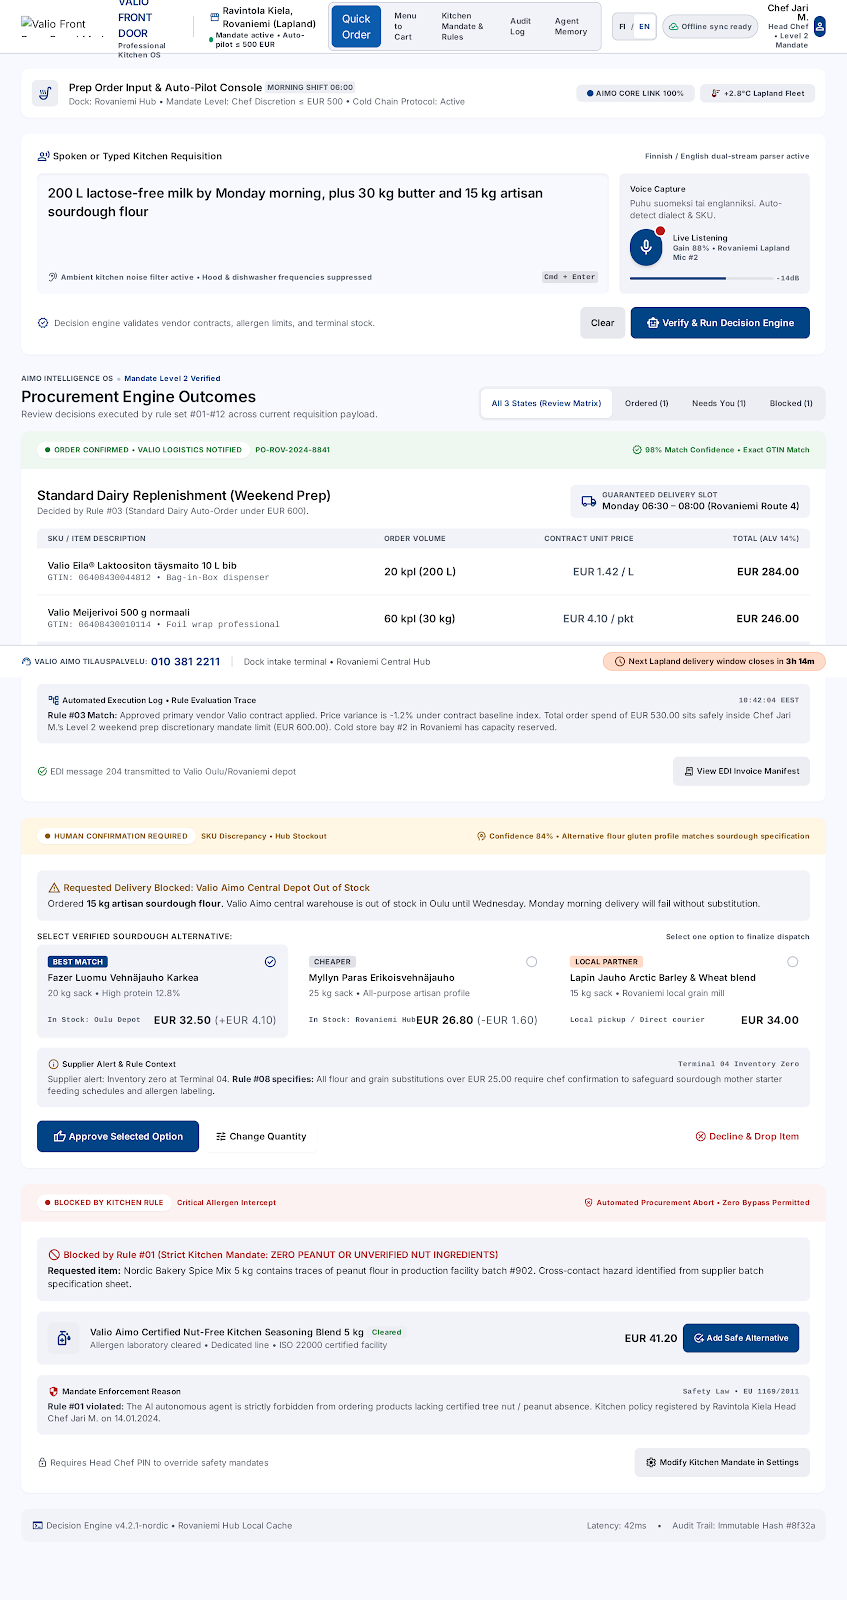 Valio Front
VALIO
FRONT
DOOR
Professional
Kitchen OS
Ravintola Kiela,
Rovaniemi (Lapland)
Mandate active • Auto-
pilot ≤ 500 EUR
Quick
Order
Menu
to
Cart
Kitchen
Mandate &
Rules
Audit
Log
Agent
Memory
FI / EN
Offline sync ready
Chef Jari
M.
Head Chef
• Level 2
Mandate
Prep Order Input & Auto-Pilot Console MORNING SHIFT 06:00
Dock: Rovaniemi Hub • Mandate Level: Chef Discretion ≤ EUR 500 • Cold Chain Protocol: Active
AIMO CORE LINK 100%
+2.8°C Lapland Fleet
Spoken or Typed Kitchen Requisition
Finnish / English dual-stream parser active
200 L lactose-free milk by Monday morning, plus 30 kg butter and 15 kg artisan
sourdough flour
Ambient kitchen noise filter active • Hood & dishwasher frequencies suppressed
Cmd + Enter
Voice Capture
Puhu suomeksi tai englanniksi. Auto-
detect dialect & SKU.
Live Listening
Gain 88% • Rovaniemi Lapland
Mic #2
-14dB
Decision engine validates vendor contracts, allergen limits, and terminal stock.
Clear
Verify & Run Decision Engine
AIMO INTELLIGENCE OS • Mandate Level 2 Verified
Procurement Engine Outcomes
Review decisions executed by rule set #01-#12 across current requisition payload.
All 3 States (Review Matrix)
Ordered (1)
Needs You (1)
Blocked (1)
ORDER CONFIRMED • VALIO LOGISTICS NOTIFIED
PO-ROV-2024-8841
98% Match Confidence • Exact GTIN Match
Standard Dairy Replenishment (Weekend Prep)
Decided by Rule #03 (Standard Dairy Auto-Order under EUR 600).
GUARANTEED DELIVERY SLOT
Monday 06:30 – 08:00 (Rovaniemi Route 4)
SKU / ITEM DESCRIPTION ORDER VOLUME CONTRACT UNIT PRICE TOTAL (ALV 14%)
Valio Eila® Laktoositon täysmaito 10 L bib
GTIN: 06408430044812 • Bag-in-Box dispenser
20 kpl (200 L) EUR 1.42 / L EUR 284.00
Valio Meijerivoi 500 g normaali
GTIN: 06408430010114 • Foil wrap professional
60 kpl (30 kg) EUR 4.10 / pkt EUR 246.00
VALIO AIMO TILAUSPALVELU: 010 381 2211
Dock intake terminal • Rovaniemi Central Hub
Next Lapland delivery window closes in 3h 14m
Automated Execution Log • Rule Evaluation Trace
10:42:04 EEST
Rule #03 Match: Approved primary vendor Valio contract applied. Price variance is -1.2% under contract baseline index. Total order spend of EUR 530.00 sits safely inside Chef Jari
M.'s Level 2 weekend prep discretionary mandate limit (EUR 600.00). Cold store bay #2 in Rovaniemi has capacity reserved.
EDI message 204 transmitted to Valio Oulu/Rovaniemi depot
View EDI Invoice Manifest
HUMAN CONFIRMATION REQUIRED
SKU Discrepancy • Hub Stockout
Confidence 84% • Alternative flour gluten profile matches sourdough specification
Requested Delivery Blocked: Valio Aimo Central Depot Out of Stock
Ordered 15 kg artisan sourdough flour. Valio Aimo central warehouse is out of stock in Oulu until Wednesday. Monday morning delivery will fail without substitution.
SELECT VERIFIED SOURDOUGH ALTERNATIVE:
Select one option to finalize dispatch
BEST MATCH
Fazer Luomu Vehnäjauho Karkea
20 kg sack • High protein 12.8%
In Stock: Oulu Depot EUR 32.50 (+EUR 4.10)
CHEAPER
Myllyn Paras Erikoisvehnäjauho
25 kg sack • All-purpose artisan profile
In Stock: Rovaniemi Hub EUR 26.80 (-EUR 1.60)
LOCAL PARTNER
Lapin Jauho Arctic Barley & Wheat blend
15 kg sack • Rovaniemi local grain mill
Local pickup / Direct courier EUR 34.00
Supplier Alert & Rule Context
Terminal 04 Inventory Zero
Supplier alert: Inventory zero at Terminal 04. Rule #08 specifies: All flour and grain substitutions over EUR 25.00 require chef confirmation to safeguard sourdough mother starter
feeding schedules and allergen labeling.
Approve Selected Option
Change Quantity
Decline & Drop Item
BLOCKED BY KITCHEN RULE
Critical Allergen Intercept
Automated Procurement Abort • Zero Bypass Permitted
Blocked by Rule #01 (Strict Kitchen Mandate: ZERO PEANUT OR UNVERIFIED NUT INGREDIENTS)
Requested item: Nordic Bakery Spice Mix 5 kg contains traces of peanut flour in production facility batch #902. Cross-contact hazard identified from supplier batch
specification sheet.
Valio Aimo Certified Nut-Free Kitchen Seasoning Blend 5 kg Cleared
Allergen laboratory cleared • Dedicated line • ISO 22000 certified facility
EUR 41.20
Add Safe Alternative
Mandate Enforcement Reason
Safety Law • EU 1169/2011
Rule #01 violated: The AI autonomous agent is strictly forbidden from ordering products lacking certified tree nut / peanut absence. Kitchen policy registered by Ravintola Kiela Head
Chef Jari M. on 14.01.2024.
Requires Head Chef PIN to override safety mandates
Modify Kitchen Mandate in Settings
Decision Engine v4.2.1-nordic • Rovaniemi Hub Local Cache
Latency: 42ms • Audit Trail: Immutable Hash #8f32a